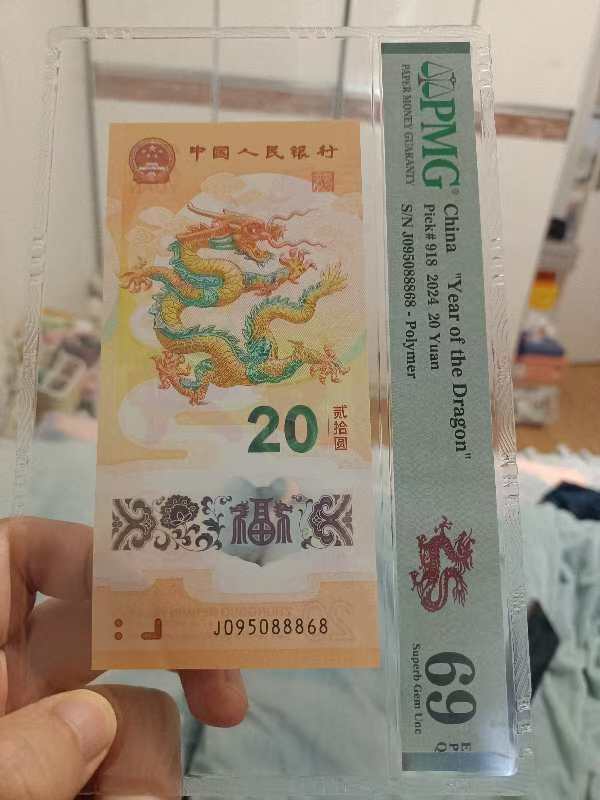 中国人民银行
20
贰拾圆
福
J095088868
PMG
PAPER MONEY GUARANTY
China "Year of the Dragon"
Pick# 918 2024 20 Yuan
S/N J095088868 - Polymer
69
Superb Gem Unc
E
P
Q